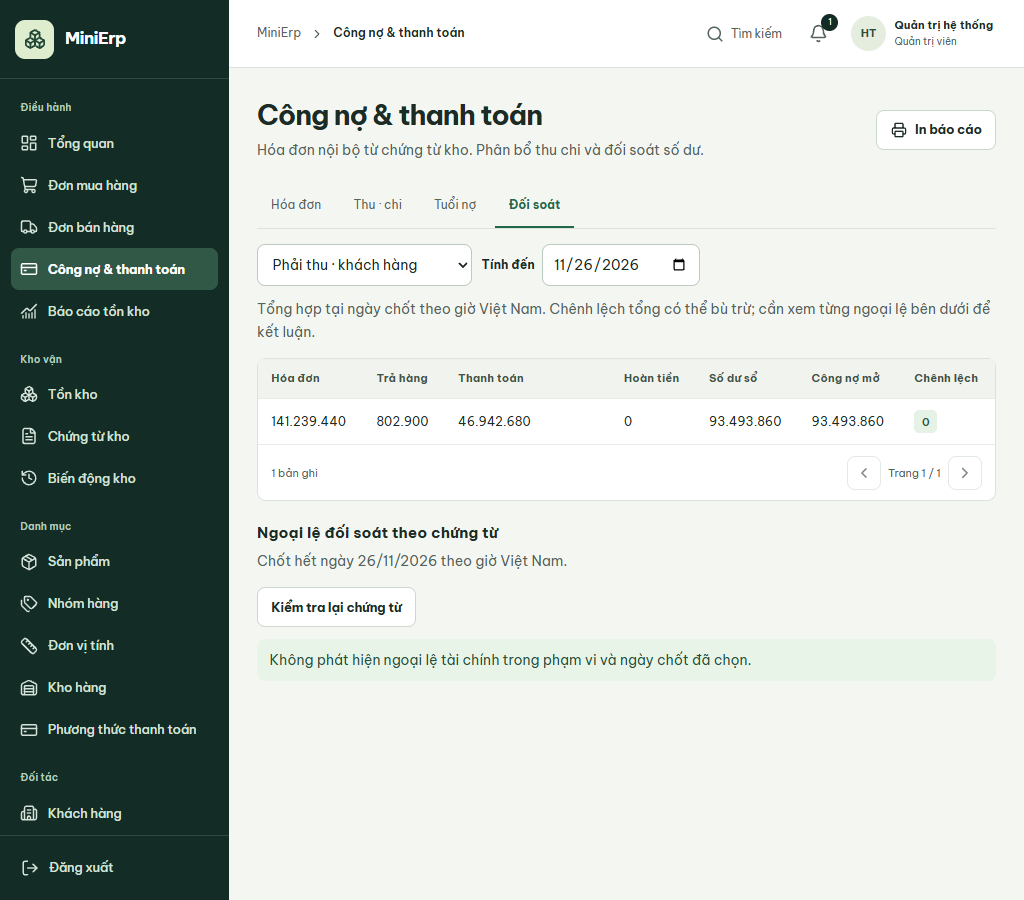 MiniErp
Điều hành
Tổng quan
Đơn mua hàng
Đơn bán hàng
Công nợ & thanh toán
Báo cáo tồn kho
Kho vận
Tồn kho
Chứng từ kho
Biến động kho
Danh mục
Sản phẩm
Nhóm hàng
Đơn vị tính
Kho hàng
Phương thức thanh toán
Đối tác
Khách hàng
Đăng xuất
MiniErp > Công nợ & thanh toán
Tìm kiếm
1
HT
Quản trị hệ thống
Quản trị viên
Công nợ & thanh toán
Hóa đơn nội bộ từ chứng từ kho. Phân bổ thu chi và đối soát số dư.
In báo cáo
Hóa đơn Thu · chi Tuổi nợ Đối soát
Phải thu · khách hàng Tính đến 11/26/2026
Tổng hợp tại ngày chốt theo giờ Việt Nam. Chênh lệch tổng có thể bù trừ; cần xem từng ngoại lệ bên dưới để
kết luận.
Hóa đơn Trả hàng Thanh toán Hoàn tiền Số dư sổ Công nợ mở Chênh lệch
141.239.440 802.900 46.942.680 0 93.493.860 93.493.860 0
1 bản ghi Trang 1 / 1
Ngoại lệ đối soát theo chứng từ
Chốt hết ngày 26/11/2026 theo giờ Việt Nam.
Kiểm tra lại chứng từ
Không phát hiện ngoại lệ tài chính trong phạm vi và ngày chốt đã chọn.